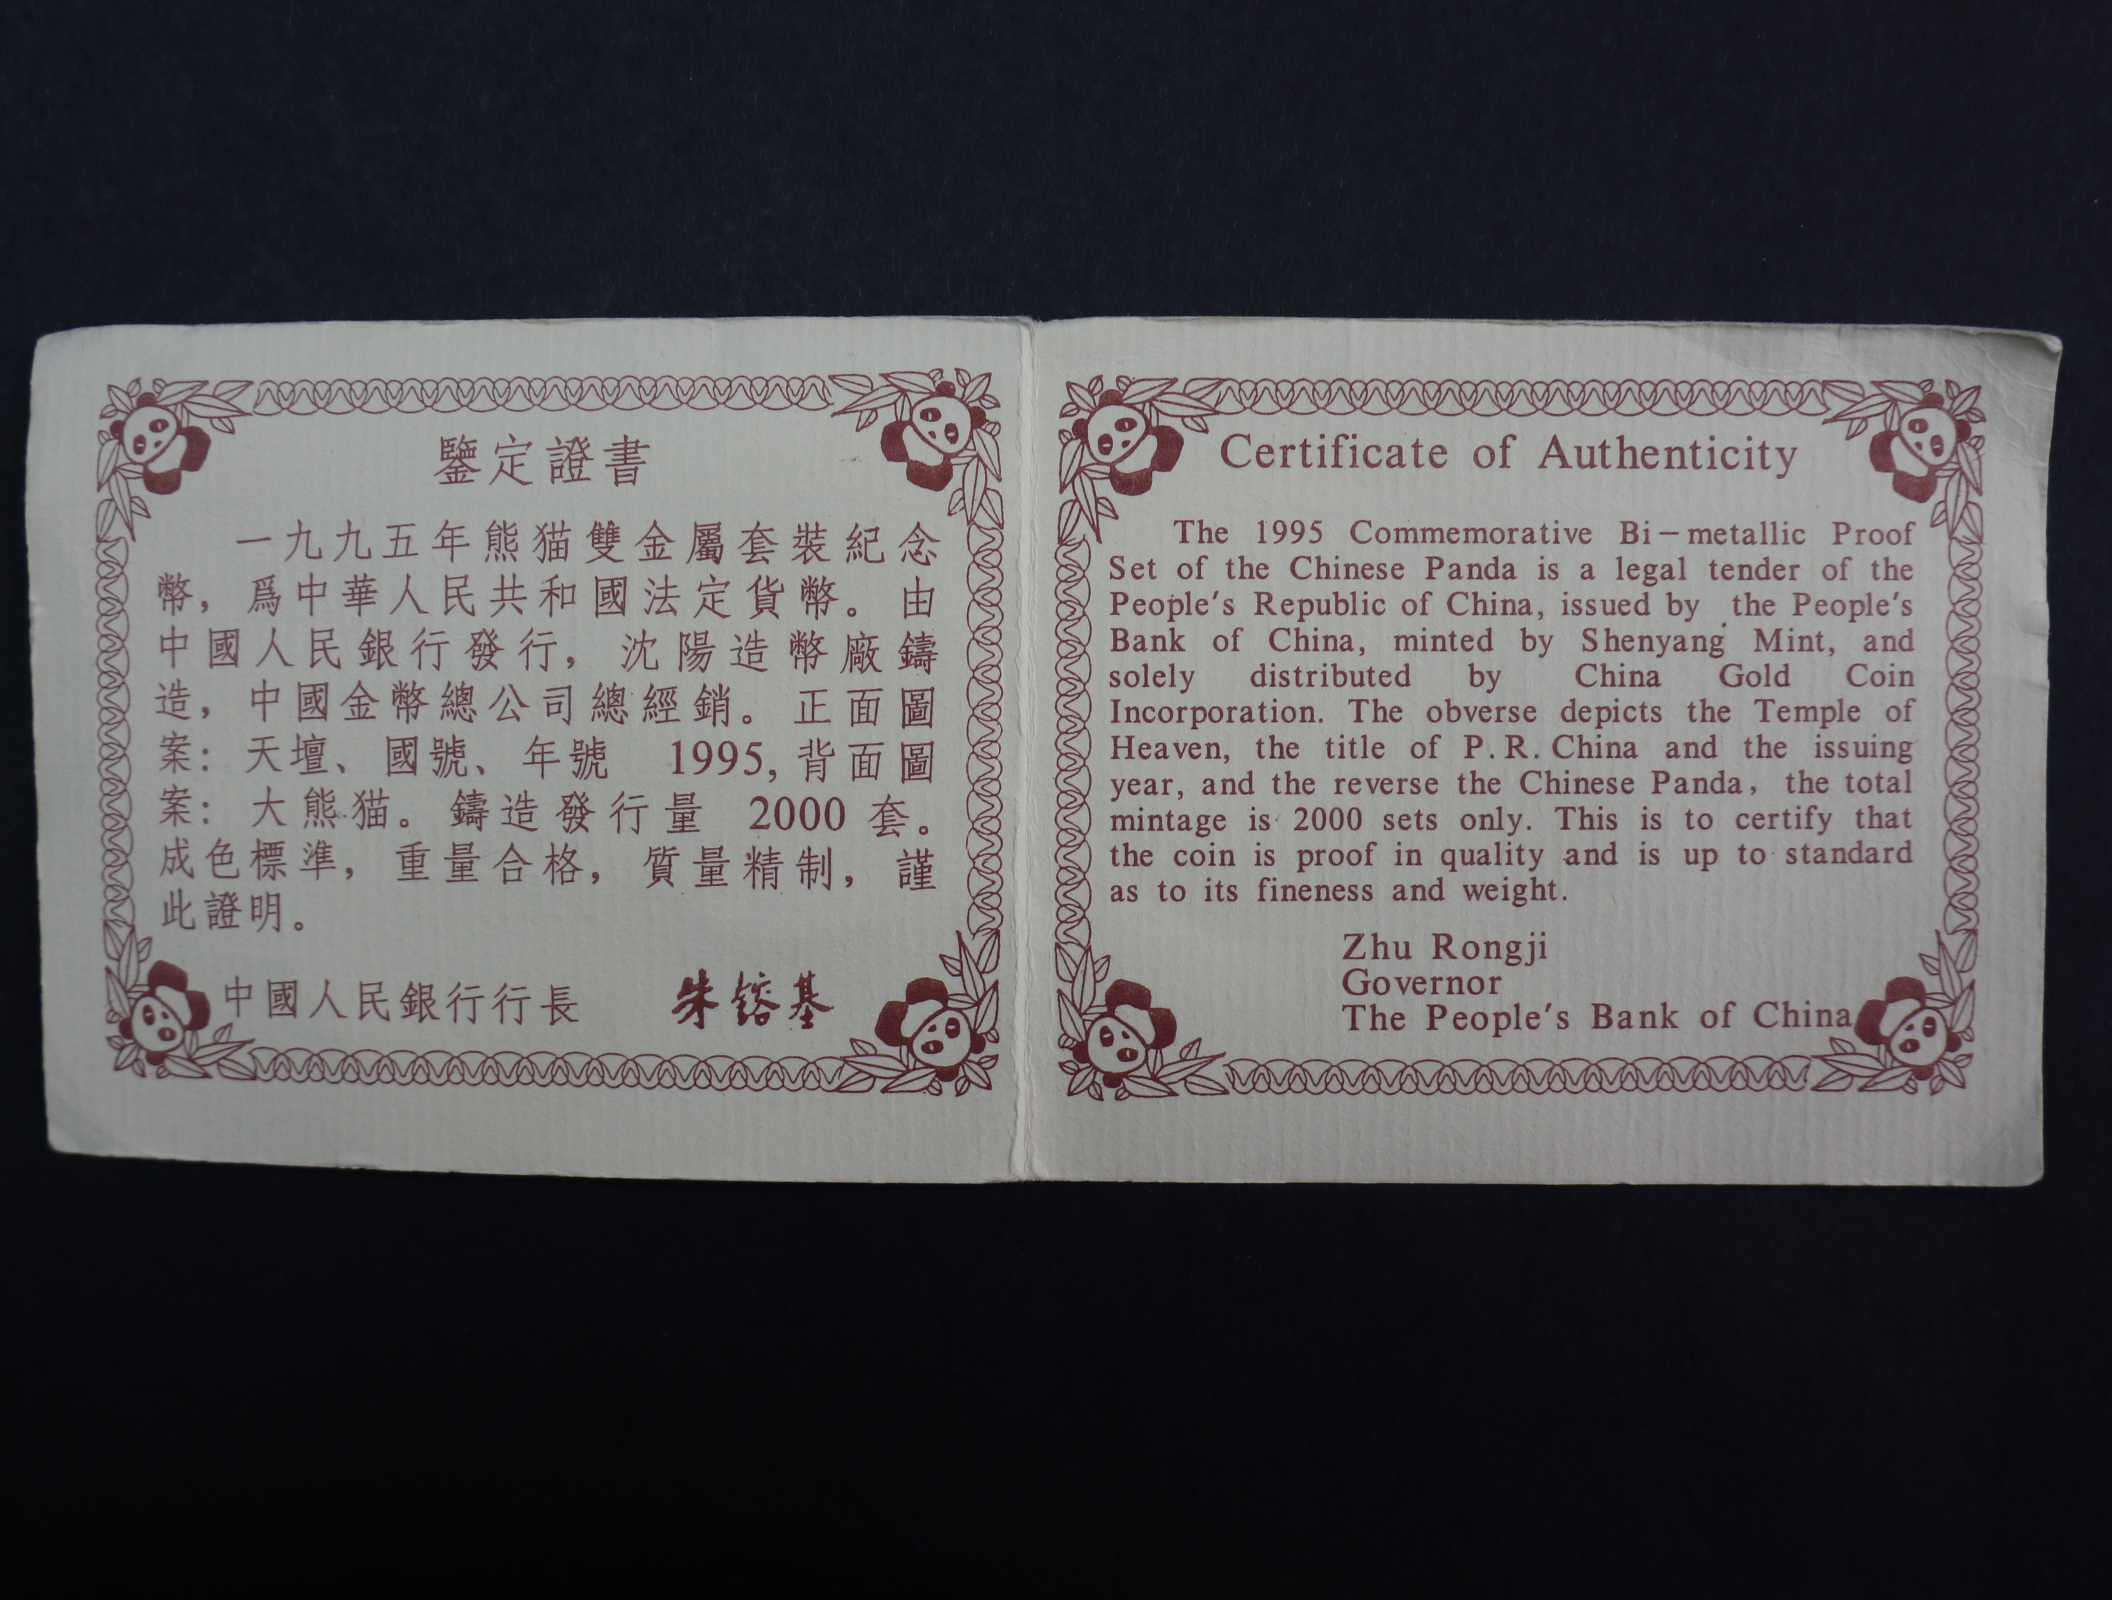 鑒定證書
一九九五年熊猫雙金屬套裝紀念
幣，爲中華人民共和國法定貨幣。由
中國人民銀行發行，沈陽造幣廠鑄
造，中國金幣總公司總經銷。正面圖
案：天壇、國號、年號 1995，背面圖
案：大熊猫。鑄造發行量 2000 套。
成色標準，重量合格，質量精制，謹
此證明。
中國人民銀行行長 朱鎔基
Certificate of Authenticity
The 1995 Commemorative Bi-metallic Proof
Set of the Chinese Panda is a legal tender of the
People's Republic of China, issued by the People's
Bank of China, minted by Shenyang Mint, and
solely distributed by China Gold Coin
Incorporation. The obverse depicts the Temple of
Heaven, the title of P.R. China and the issuing
year, and the reverse the Chinese Panda, the total
mintage is 2000 sets only. This is to certify that
the coin is proof in quality and is up to standard
as to its fineness and weight.
Zhu Rongji
Governor
The People's Bank of China